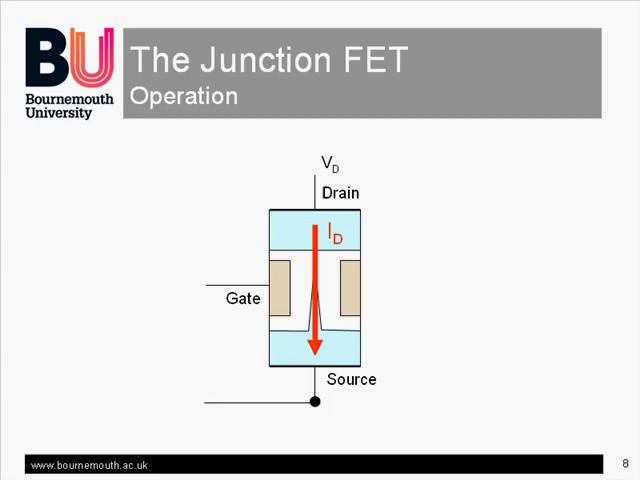 BU
Bournemouth
University
The Junction FET
Operation
VD
Drain
ID
Gate
Source
www.bournemouth.ac.uk
8